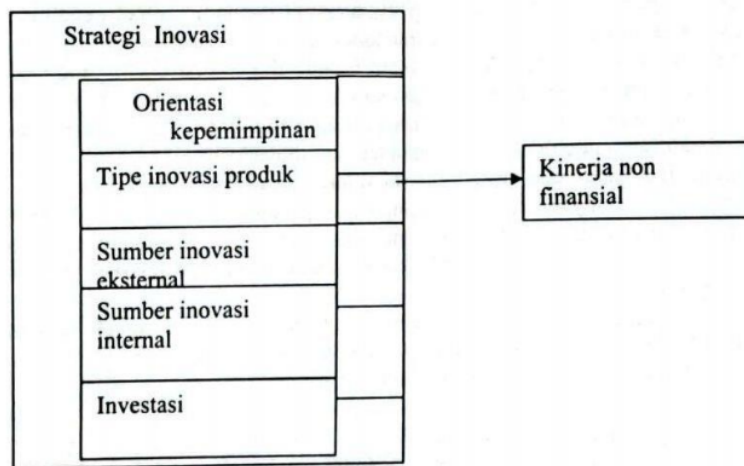 Strategi Inovasi
Orientasi
kepemimpinan
Tipe inovasi produk
Sumber inovasi
eksternal
Sumber inovasi
internal
Investasi
Kinerja non
finansial